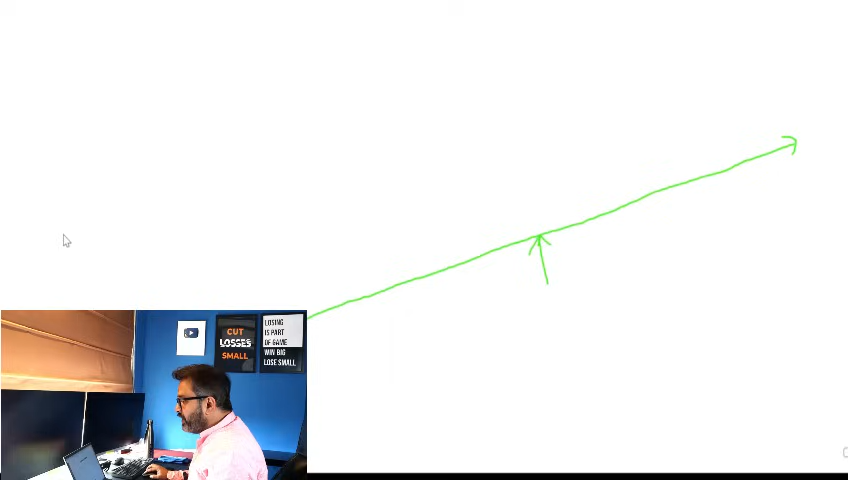 CUT
LOSSES
SMALL
LOSING
IS PART
OF GAME
WIN BIG
LOSE SMALL